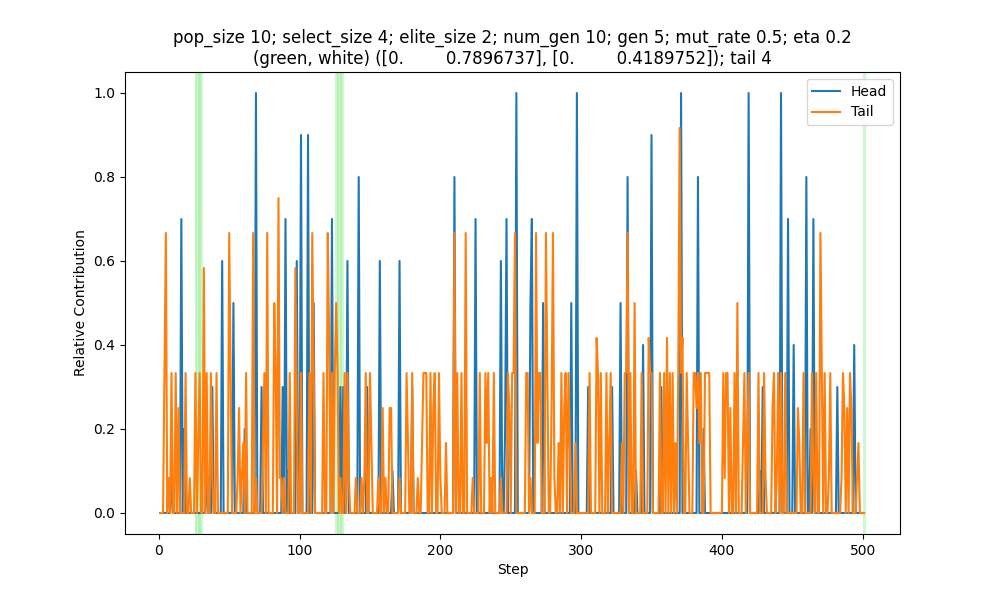 pop_size 10; select_size 4; elite_size 2; num_gen 10; gen 5; mut_rate 0.5; eta 0.2
(green, white) ([0.        0.7896737], [0.        0.4189752]); tail 4
Head
Tail
1.0
0.8
0.6
0.4
0.2
0.0
Relative Contribution
0 100 200 300 400 500
Step